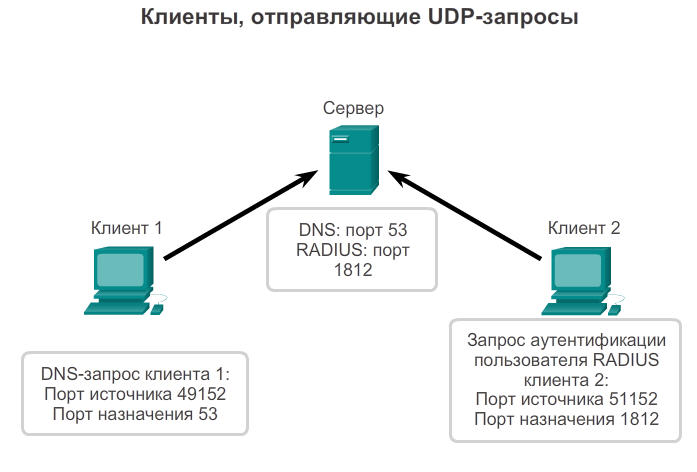 Клиенты, отправляющие UDP-запросы
Сервер
Клиент 1
Клиент 2
DNS: порт 53
RADIUS: порт
1812
DNS-запрос клиента 1:
Порт источника 49152
Порт назначения 53
Запрос аутентификации
пользователя RADIUS
клиента 2:
Порт источника 51152
Порт назначения 1812